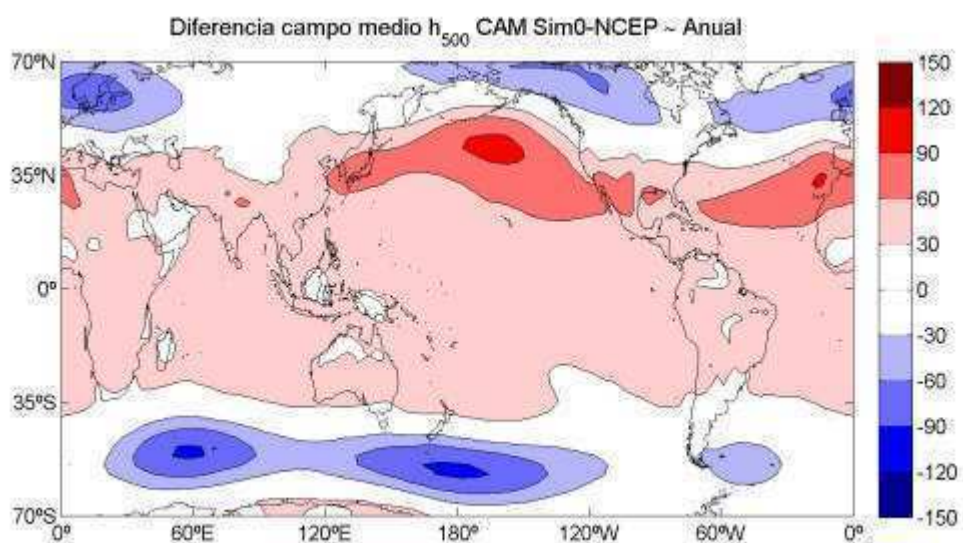 Diferencia campo medio h500 CAM Sim0-NCEP ~ Anual
70ºN
35ºN
0º
35ºS
70ºS
0º 60ºE 120ºE 180º 120ºW 60ºW 0º
150
120
90
60
30
0
-30
-60
-90
-120
-150